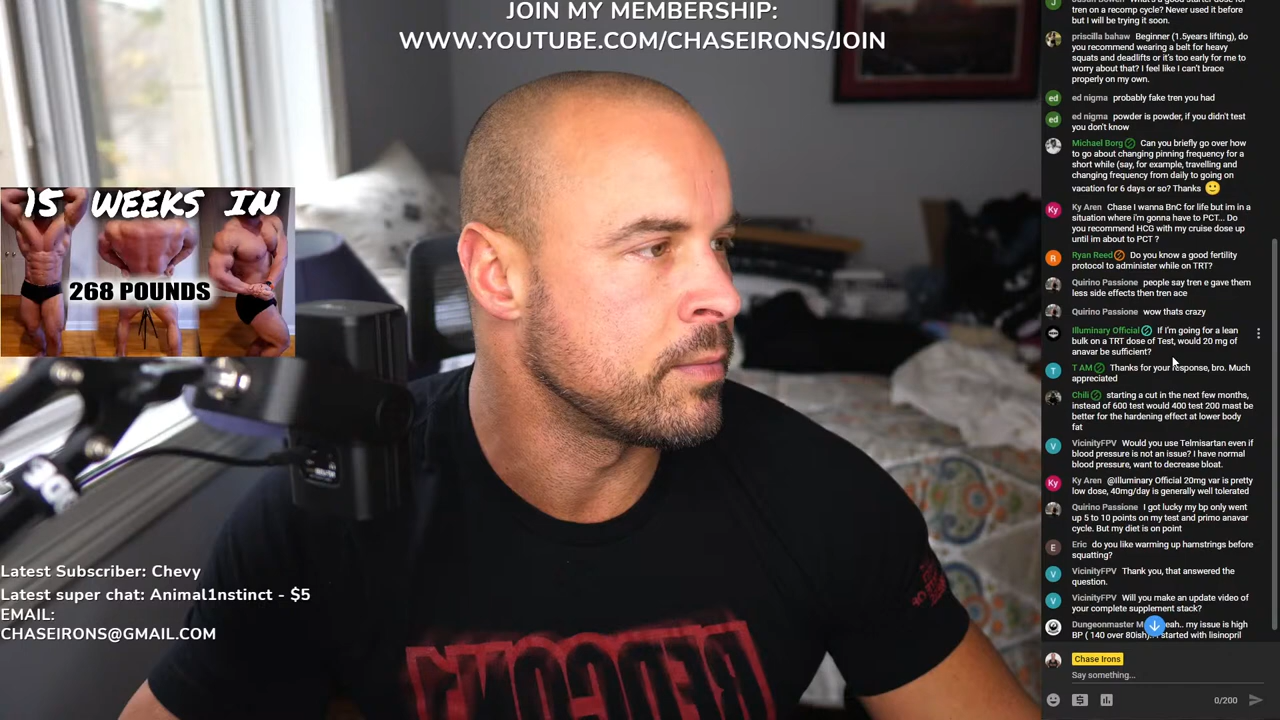 JOIN MY MEMBERSHIP:
WWW.YOUTUBE.COM/CHASEIRONS/JOIN
15 WEEKS IN
268 POUNDS
Latest Subscriber: Chevy
Latest super chat: Animal1nstinct - $5
EMAIL:
CHASEIRONS@GMAIL.COM
REDCON1
tren on a recomp cycle? Never used it before
but I will be trying it soon.
priscilla bahaw Beginner (1.5years lifting), do
you recommend wearing a belt for heavy
squats and deadlifts or it's too early for me to
worry about that? I feel like I can't brace
properly on my own.
ed
ed nigma probably fake tren you had
ed
ed nigma powder is powder, if you didn't test
you don't know
Michael Borg Can you briefly go over how
to go about changing pinning frequency for a
short while (say, for example, travelling and
changing frequency from daily to going on
vacation for 6 days or so? Thanks 🙂
Ky
Ky Aren Chase I wanna BnC for life but im in a
situation where i'm gonna have to PCT... Do
you recommend HCG with my cruise dose up
until im about to PCT ?
R
Ryan Reed Do you know a good fertility
protocol to administer while on TRT?
Quirino Passione people say tren e gave them
less side effects then tren ace
Quirino Passione wow thats crazy
Illuminary Official If I'm going for a lean
bulk on a TRT dose of Test, would 20 mg of
anavar be sufficient?
T
T AM Thanks for your response, bro. Much
appreciated
Chili starting a cut in the next few months,
instead of 600 test would 400 test 200 mast be
better for the hardening effect at lower body
fat
V
VicinityFPV Would you use Telmisartan even if
blood pressure is not an issue? I have normal
blood pressure, want to decrease bloat.
Ky
Ky Aren @Illuminary Official 20mg var is pretty
low dose, 40mg/day is generally well tolerated
Quirino Passione I got lucky my bp only went
up 5 to 10 points on my test and primo anavar
cycle. But my diet is on point
E
Eric do you like warming up hamstrings before
squatting?
V
VicinityFPV Thank you, that answered the
question.
V
VicinityFPV Will you make an update video of
your complete supplement stack?
Dungeonmaster yeah.. my issue is high
BP ( 140 over 80ish). I started with lisinopril
Chase Irons
Say something...
0/200